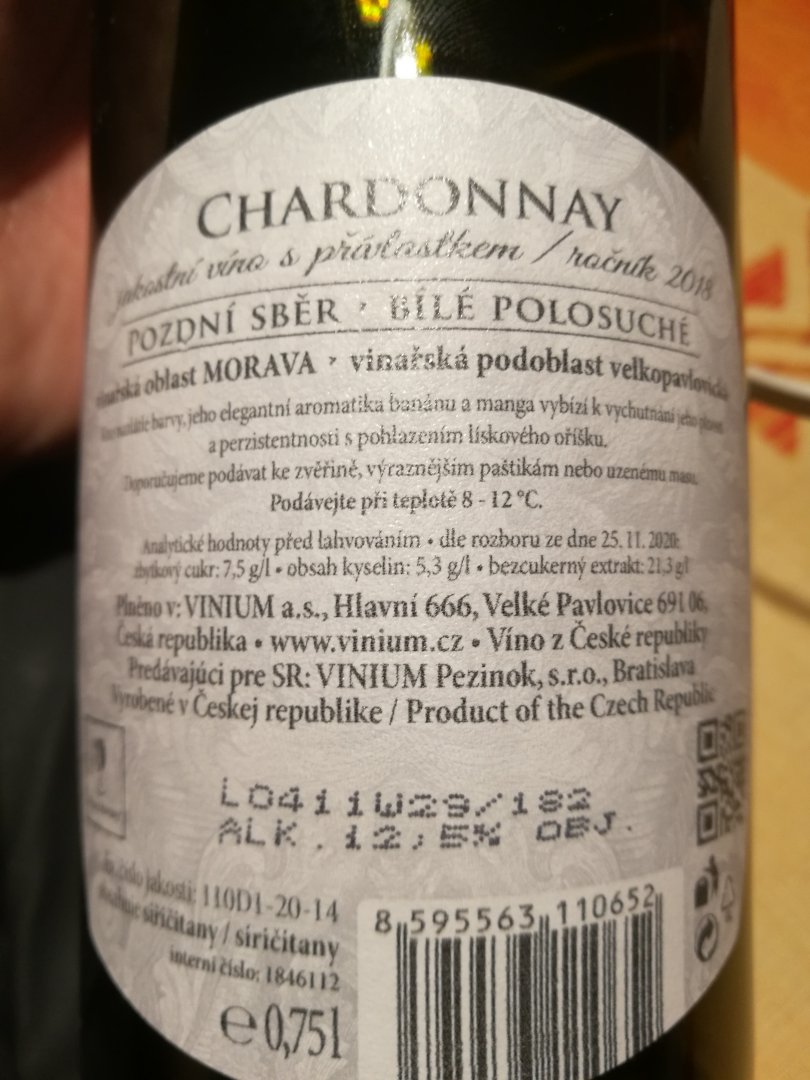 CHARDONNAY
jakostní víno s přívlastkem / ročník 2018
POZDNÍ SBĚR • BÍLÉ POLOSUCHÉ
vinařská oblast MORAVA • vinařská podoblast velkopavlovická
barvy, jeho elegantní aromatika banánu a manga vybízí k vychutnání jeho
a perzistentnosti s pohlazením lískového oříšku.
Doporučujeme podávat ke zvěřině, výraznějším paštikám nebo uzenému masu.
Podávejte při teplotě 8 - 12 °C.
Analytické hodnoty před lahvováním • dle rozboru ze dne 25. 11. 2020:
zbytkový cukr: 7,5 g/l • obsah kyselin: 5,3 g/l • bezcukerný extrakt: 21,3 g/l
Plněno v: VINIUM a.s., Hlavní 666, Velké Pavlovice 691 06,
Česká republika • www.vinium.cz • Víno z České republiky
Predávajúci pre SR: VINIUM Pezinok, s.r.o., Bratislava
Vyrobené v Českej republike / Product of the Czech Republic
L0411W29/182
ALK. 12,5% OBJ.
číslo jakosti: 110D1-20-14
siřičitany / siričitany
interní číslo: 1846112
e 0,75 l
8 595563 110652